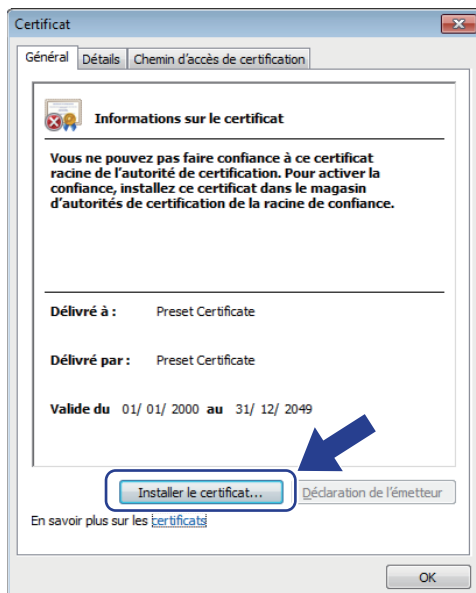 Certificat
Général Détails Chemin d'accès de certification
Informations sur le certificat
Vous ne pouvez pas faire confiance à ce certificat
racine de l'autorité de certification. Pour activer la
confiance, installez ce certificat dans le magasin
d'autorités de certification de la racine de confiance.
Délivré à : Preset Certificate
Délivré par : Preset Certificate
Valide du 01/ 01/ 2000 au 31/ 12/ 2049
Installer le certificat... Déclaration de l'émetteur
En savoir plus sur les certificats
OK